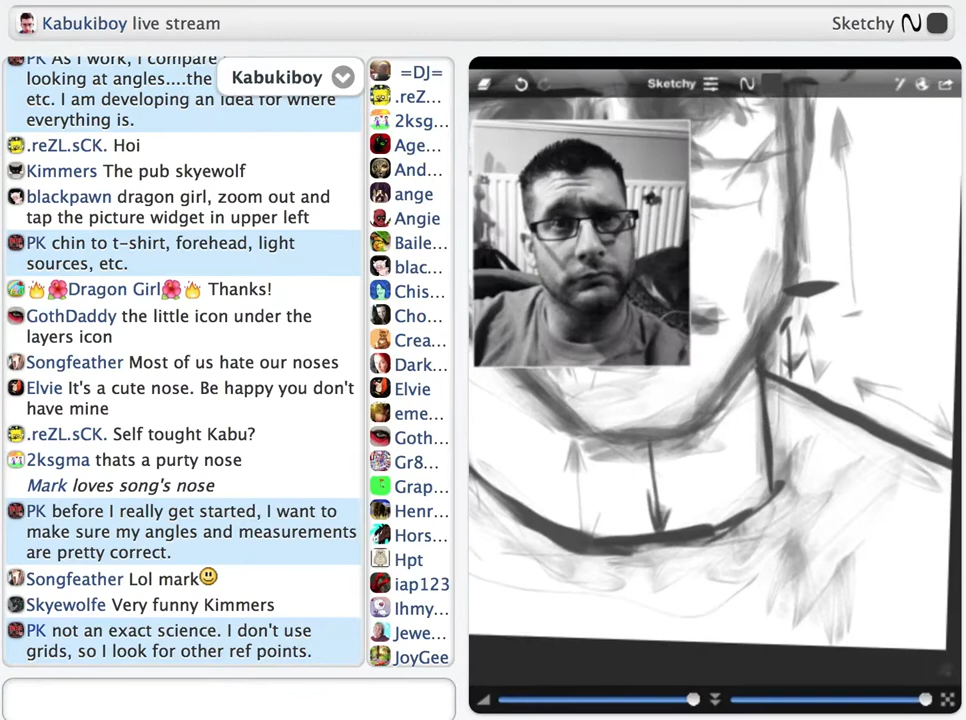 Kabukiboy live stream
Sketchy
PK As I work, I compare
looking at angles....the
etc. I am developing an idea for where
everything is.
Kabukiboy
.reZL.sCK. Hoi
Kimmers The pub skyewolf
blackpawn dragon girl, zoom out and
tap the picture widget in upper left
PK chin to t-shirt, forehead, light
sources, etc.
🔥🌺Dragon Girl🌺🔥 Thanks!
GothDaddy the little icon under the
layers icon
Songfeather Most of us hate our noses
Elvie It's a cute nose. Be happy you don't
have mine
.reZL.sCK. Self tought Kabu?
2ksgma thats a purty nose
Mark loves song's nose
PK before I really get started, I want to
make sure my angles and measurements
are pretty correct.
Songfeather Lol mark
Skyewolfe Very funny Kimmers
PK not an exact science. I don't use
grids, so I look for other ref points.
=DJ=
.reZ...
2ksg...
Age...
And...
ange
Angie
Baile...
blac...
Chis...
Cho...
Crea...
Dark...
Elvie
eme...
Goth...
Gr8...
Grap...
Henr...
Hors...
Hpt
iap123
Ihmy...
Jewe...
JoyGee
Sketchy